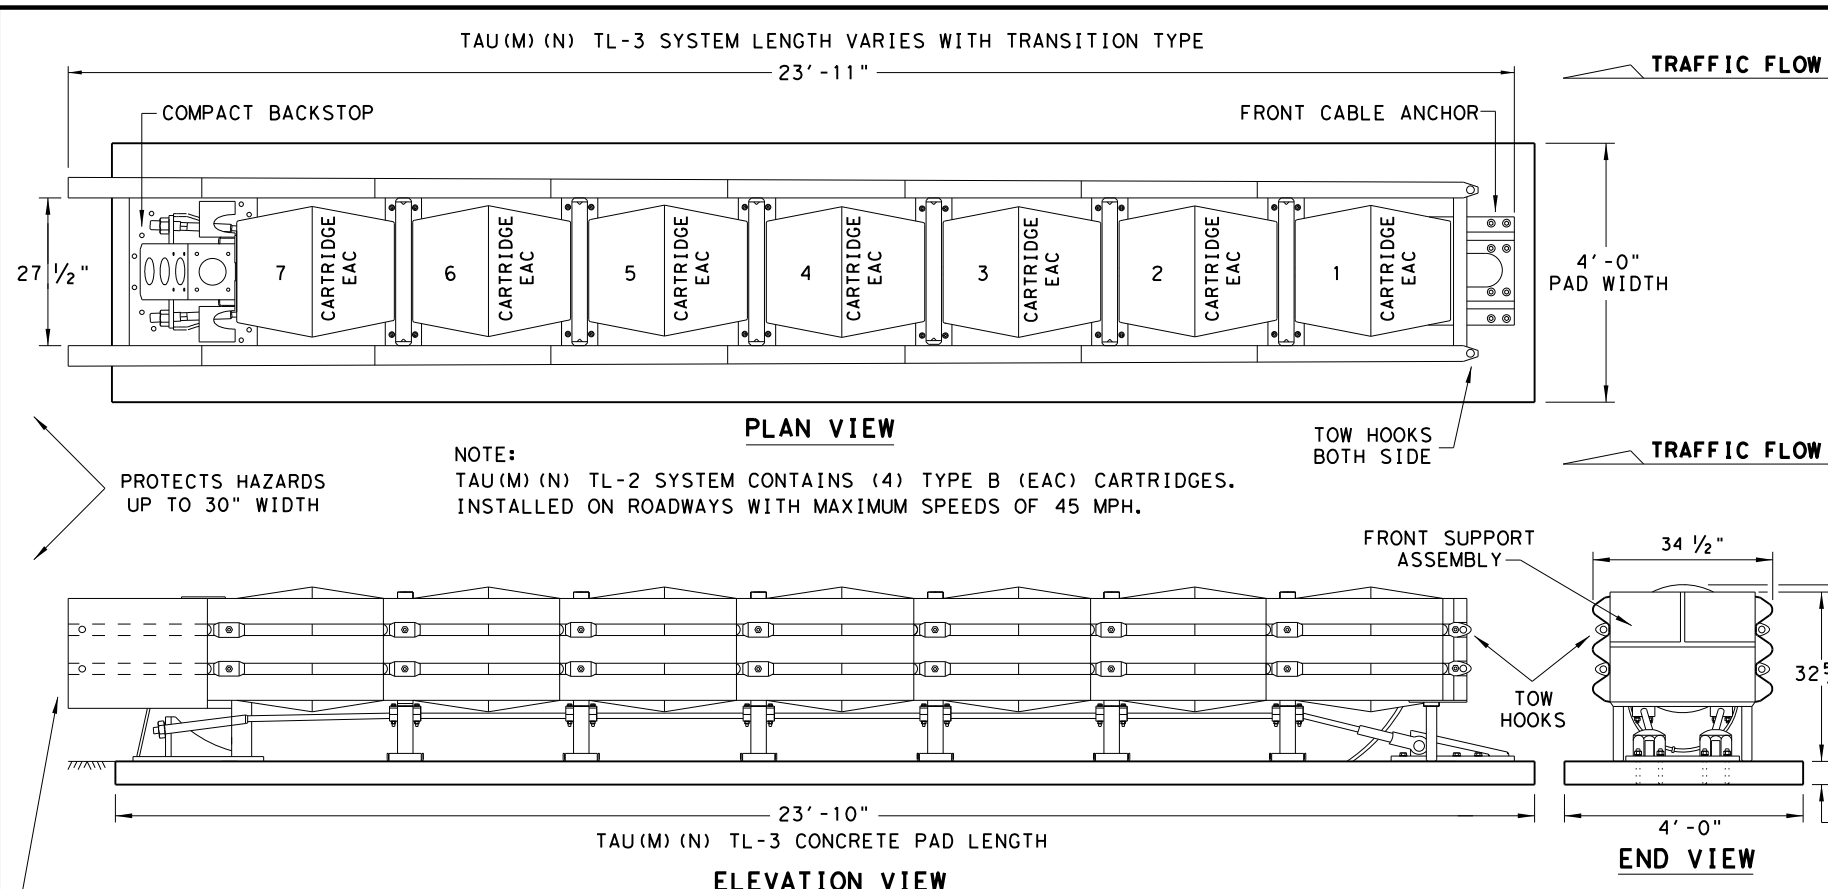 TAU(M)(N) TL-3 SYSTEM LENGTH VARIES WITH TRANSITION TYPE
23'-11"
TRAFFIC FLOW
COMPACT BACKSTOP
FRONT CABLE ANCHOR
27 1/2"
7
CARTRIDGE
EAC
6
CARTRIDGE
EAC
5
CARTRIDGE
EAC
4
CARTRIDGE
EAC
3
CARTRIDGE
EAC
2
CARTRIDGE
EAC
1
CARTRIDGE
EAC
4'-0"
PAD WIDTH
PLAN VIEW
TOW HOOKS
BOTH SIDE
TRAFFIC FLOW
PROTECTS HAZARDS
UP TO 30" WIDTH
NOTE:
TAU(M)(N) TL-2 SYSTEM CONTAINS (4) TYPE B (EAC) CARTRIDGES.
INSTALLED ON ROADWAYS WITH MAXIMUM SPEEDS OF 45 MPH.
FRONT SUPPORT
ASSEMBLY
34 1/2"
32
TOW
HOOKS
23'-10"
TAU(M)(N) TL-3 CONCRETE PAD LENGTH
ELEVATION VIEW
4'-0"
END VIEW